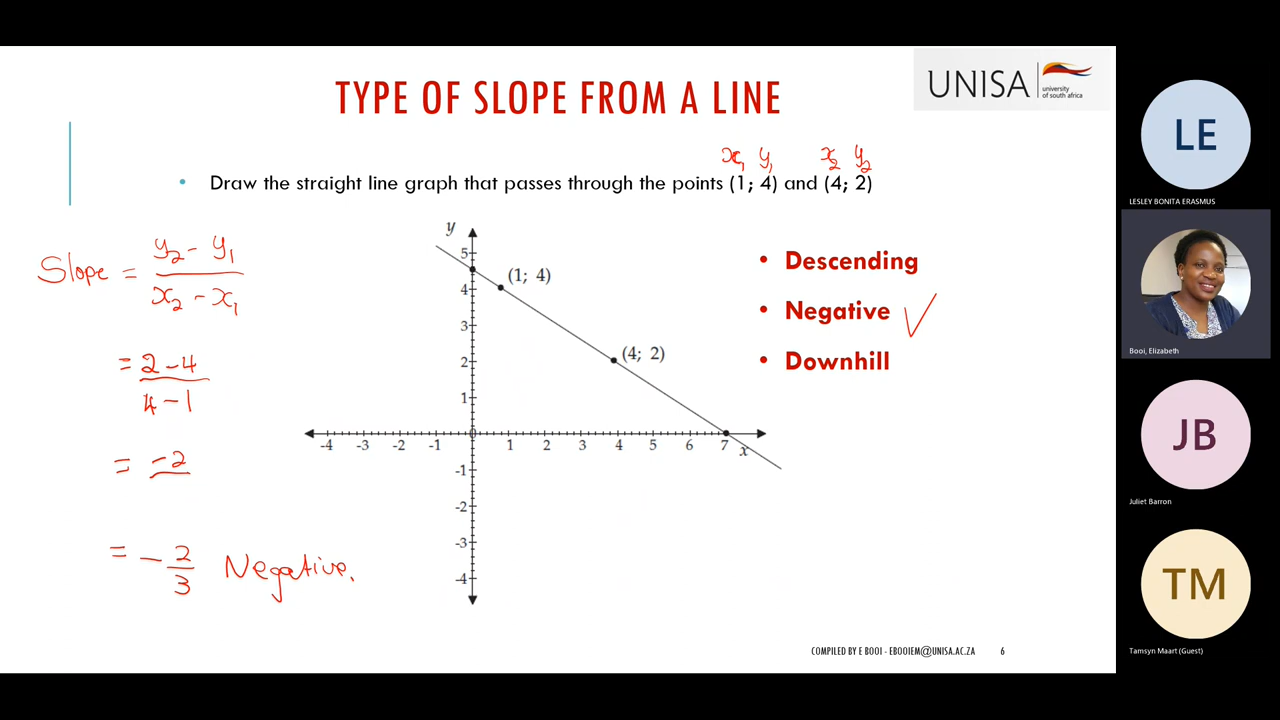 TYPE OF SLOPE FROM A LINE
UNISA
university
of south africa
x1 y1 x2 y2
• Draw the straight line graph that passes through the points (1; 4) and (4; 2)
Slope = y2 - y1
x2 - x1
= 2 - 4
4 - 1
= -2
= - 2
3 Negative.
y
5
4
3
2
1
0
-1
-2
-3
-4
-4 -3 -2 -1 1 2 3 4 5 6 7 x
(1; 4)
(4; 2)
• Descending
• Negative ✓
• Downhill
COMPILED BY E BOOI - EBOOIEM@UNISA.AC.ZA 6
LE
LESLEY BONITA ERASMUS
Booi, Elizabeth
JB
Juliet Barron
TM
Tamsyn Maart (Guest)